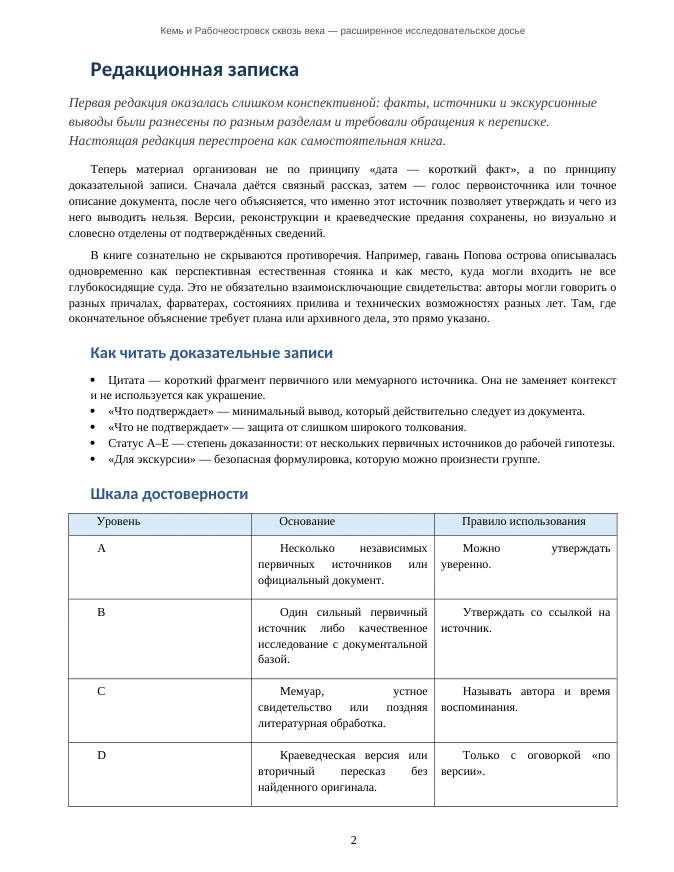 Кемь и Рабочеостровск сквозь века — расширенное исследовательское досье
Редакционная записка
Первая редакция оказалась слишком конспективной: факты, источники и экскурсионные
выводы были разнесены по разным разделам и требовали обращения к переписке.
Настоящая редакция перестроена как самостоятельная книга.
Теперь материал организован не по принципу «дата — короткий факт», а по принципу
доказательной записи. Сначала даётся связный рассказ, затем — голос первоисточника или точное
описание документа, после чего объясняется, что именно этот источник позволяет утверждать и чего из
него выводить нельзя. Версии, реконструкции и краеведческие предания сохранены, но визуально и
словесно отделены от подтверждённых сведений.
В книге сознательно не скрываются противоречия. Например, гавань Попова острова описывалась
одновременно как перспективная естественная стоянка и как место, куда могли входить не все
глубокосидящие суда. Это не обязательно взаимоисключающие свидетельства: авторы могли говорить о
разных причалах, фарватерах, состояниях прилива и технических возможностях разных лет. Там, где
окончательное объяснение требует плана или архивного дела, это прямо указано.
Как читать доказательные записи
• Цитата — короткий фрагмент первичного или мемуарного источника. Она не заменяет контекст
и не используется как украшение.
• «Что подтверждает» — минимальный вывод, который действительно следует из документа.
• «Что не подтверждает» — защита от слишком широкого толкования.
• Статус A–E — степень доказанности: от нескольких первичных источников до рабочей гипотезы.
• «Для экскурсии» — безопасная формулировка, которую можно произнести группе.
Шкала достоверности
Уровень Основание Правило использования
A Несколько независимых Можно утверждать
первичных источников или уверенно.
официальный документ.
B Один сильный первичный Утверждать со ссылкой на
источник либо качественное источник.
исследование с документальной
базой.
C Мемуар, устное Называть автора и время
свидетельство или поздняя воспоминания.
литературная обработка.
D Краеведческая версия или Только с оговоркой «по
вторичный пересказ без версии».
найденного оригинала.
2